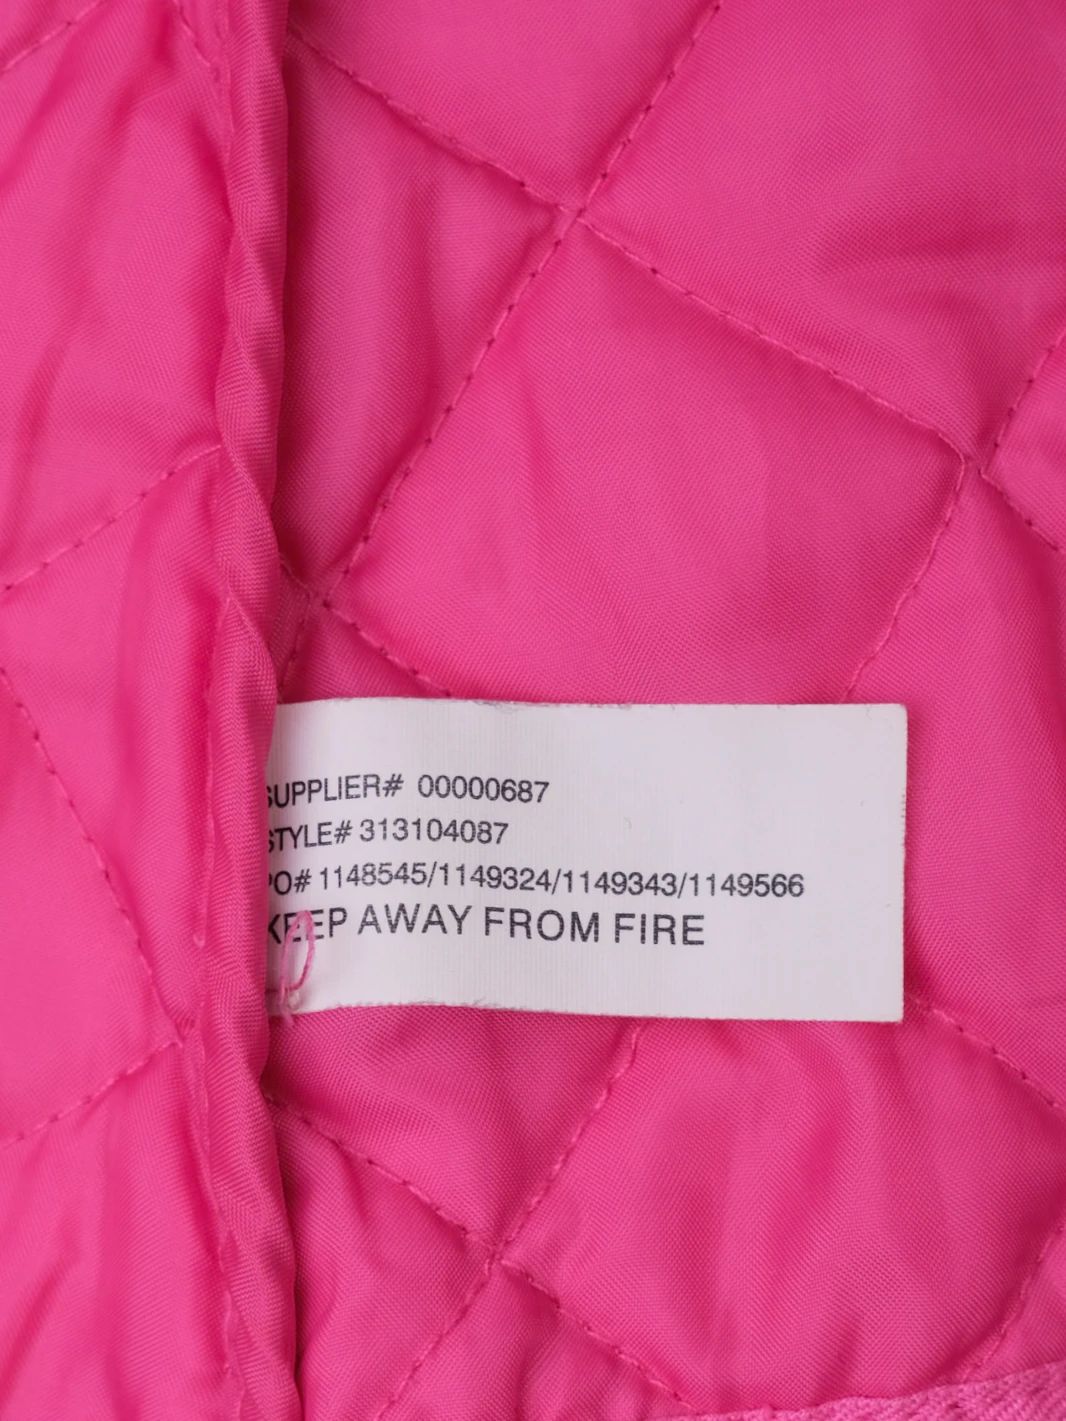 SUPPLIER# 00000687
STYLE# 313104087
PO# 1148545/1149324/1149343/1149566
KEEP AWAY FROM FIRE